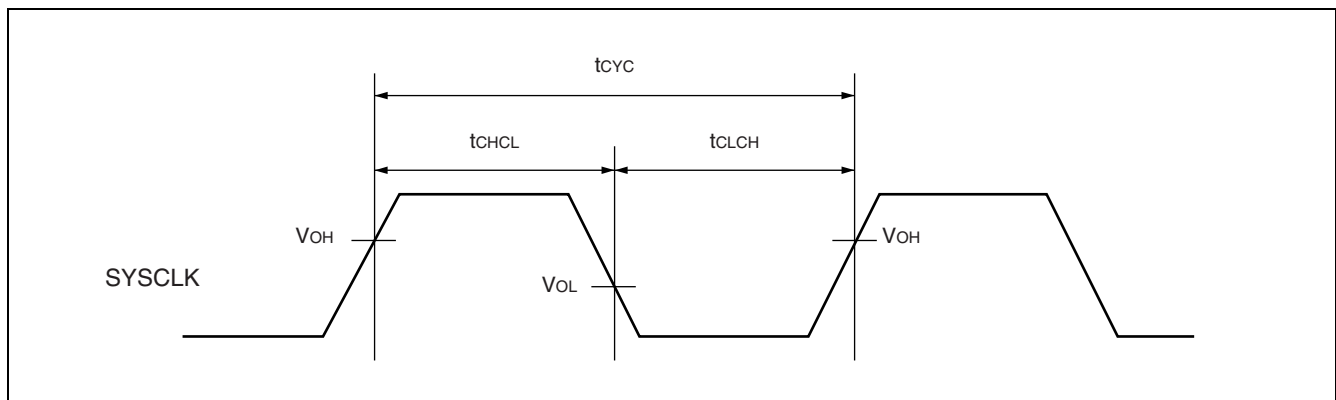 tCYC
tCHCL
tCLCH
VOH
VOH
SYSCLK
VOL